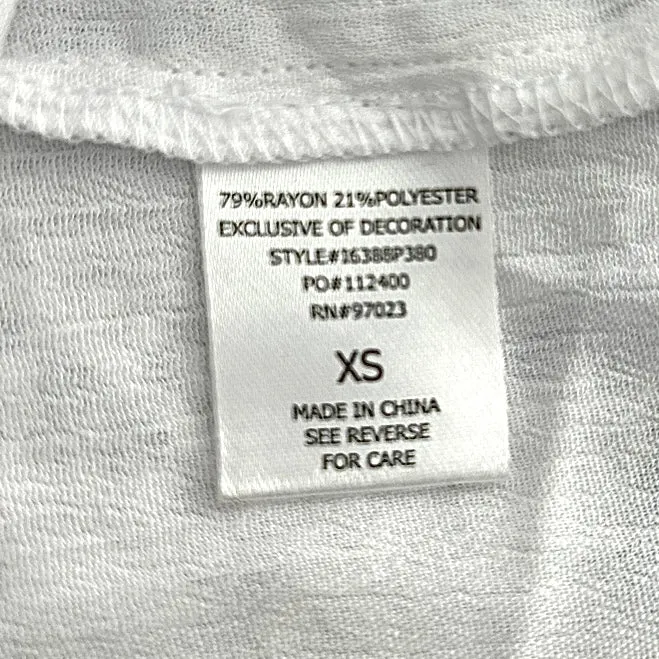 79%RAYON 21%POLYESTER
EXCLUSIVE OF DECORATION
STYLE#16388P380
PO#112400
RN#97023
XS
MADE IN CHINA
SEE REVERSE
FOR CARE